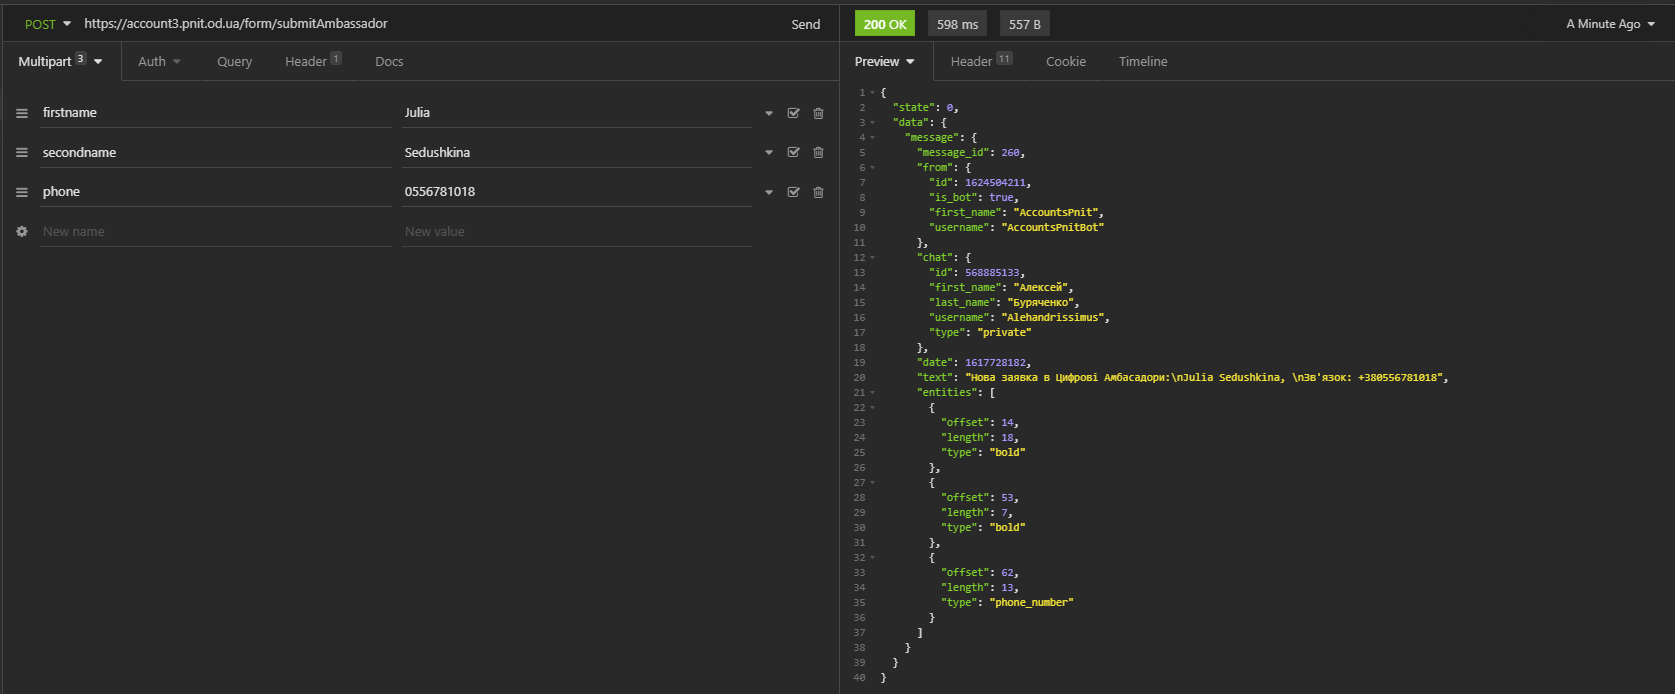 POST https://account3.pnit.od.ua/form/submitAmbassador Send
Multipart 3 Auth Query Header 1 Docs
firstname Julia
secondname Sedushkina
phone 0556781018
New name New value
200 OK 598 ms 557 B A Minute Ago
Preview Header 11 Cookie Timeline
1 {
2 "state": 0,
3 "data": {
4 "message": {
5 "message_id": 260,
6 "from": {
7 "id": 1624504211,
8 "is_bot": true,
9 "first_name": "AccountsPnit",
10 "username": "AccountsPnitBot"
11 },
12 "chat": {
13 "id": 568885133,
14 "first_name": "Алексей",
15 "last_name": "Буряченко",
16 "username": "Alehandrissimus",
17 "type": "private"
18 },
19 "date": 1617728182,
20 "text": "Нова заявка в Цифрові Амбасадори:\nJulia Sedushkina, \nЗв'язок: +380556781018",
21 "entities": [
22 {
23 "offset": 14,
24 "length": 18,
25 "type": "bold"
26 },
27 {
28 "offset": 53,
29 "length": 7,
30 "type": "bold"
31 },
32 {
33 "offset": 62,
34 "length": 13,
35 "type": "phone_number"
36 }
37 ]
38 }
39 }
40 }